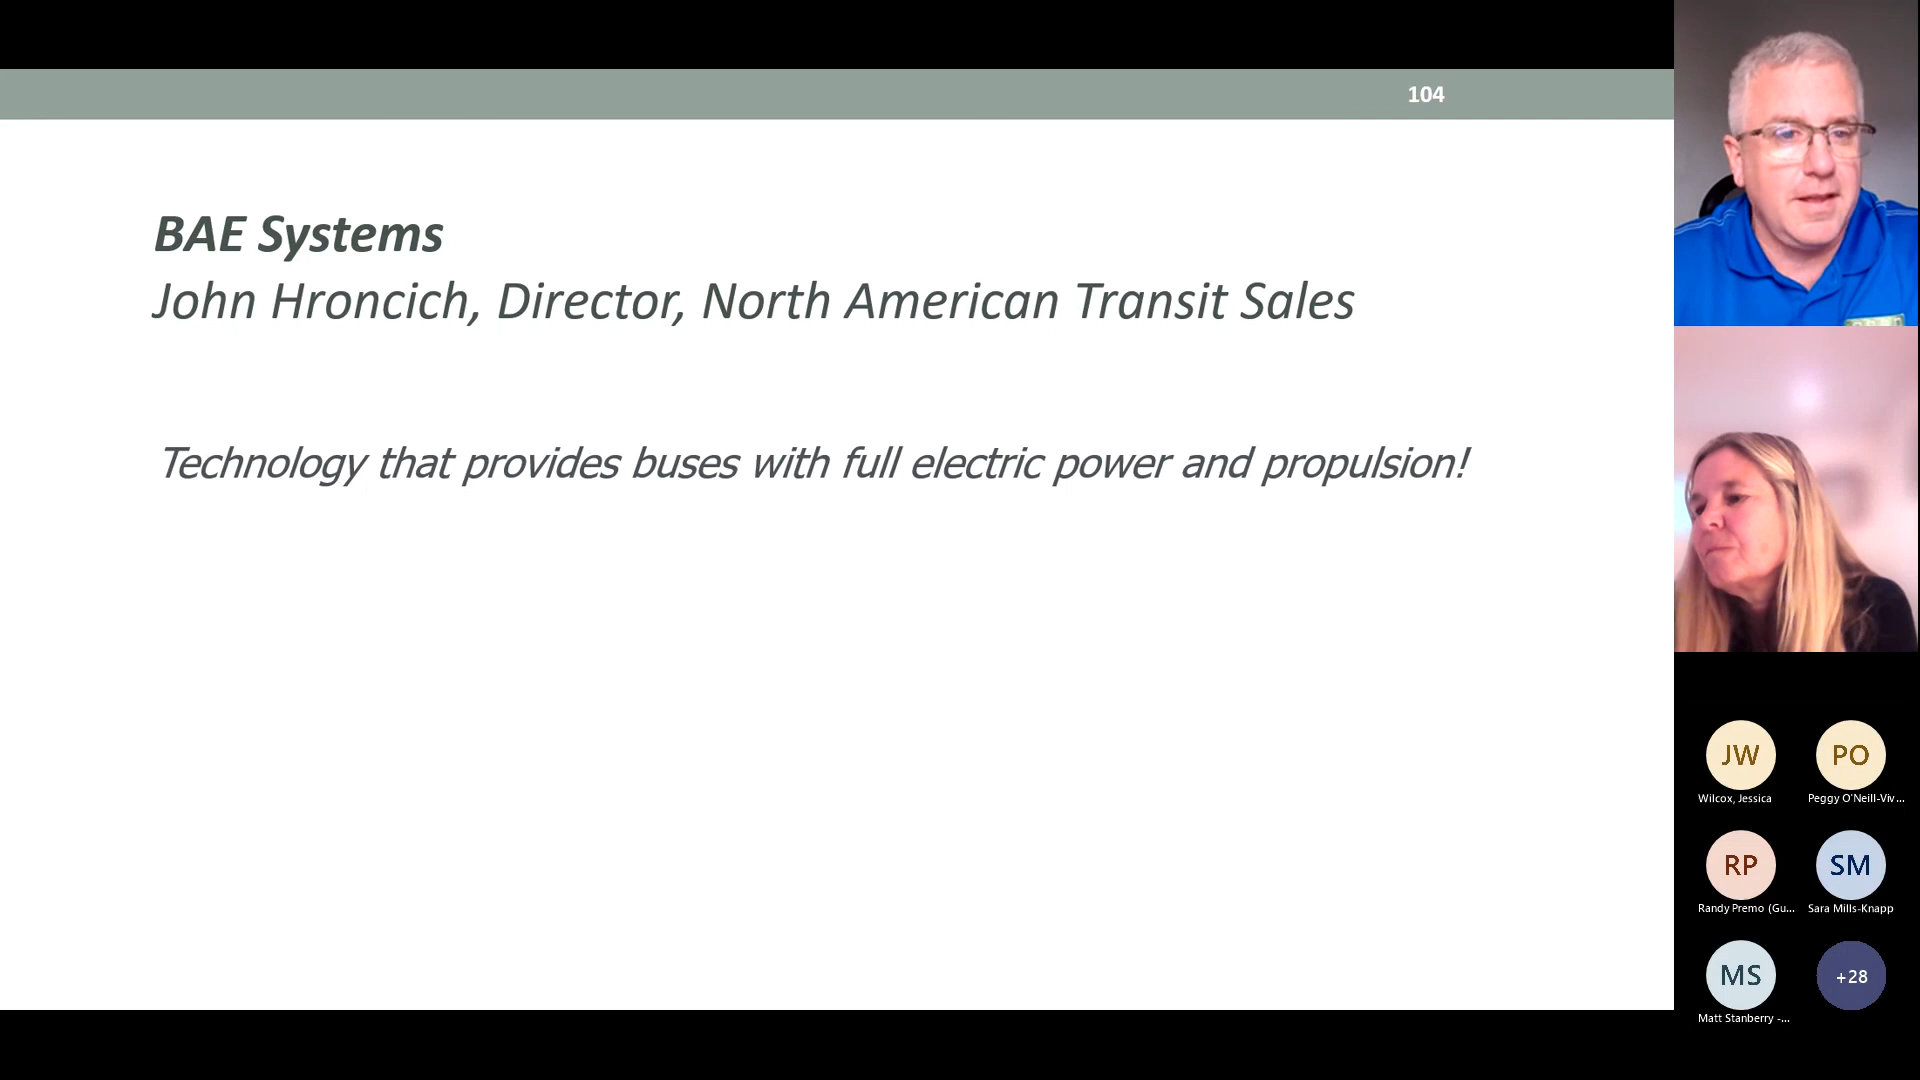 104
BAE Systems
John Hroncich, Director, North American Transit Sales
Technology that provides buses with full electric power and propulsion!
JW
PO
Wilcox, Jessica
Peggy O'Neill-Viv...
RP
SM
Randy Premo (Gu...
Sara Mills-Knapp
MS
+28
Matt Stanberry -...